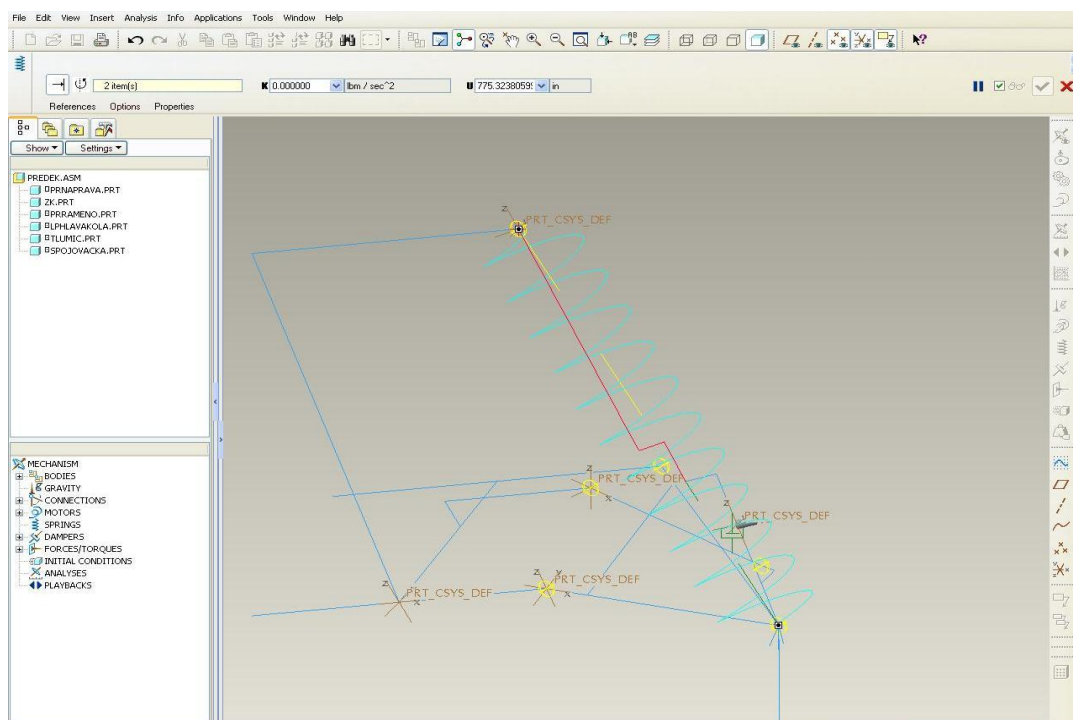 File Edit View Insert Analysis Info Applications Tools Window Help
2 item(s) K 0.000000 lbm / sec^2 U 775.3238059 in
References Options Properties
Show Settings
PREDEK.ASM
PRNAPRAVA.PRT
ZK.PRT
PRRAMENO.PRT
LPHLAVAKOLA.PRT
TLUMIC.PRT
SPOJOVACKA.PRT
MECHANISM
BODIES
GRAVITY
CONNECTIONS
MOTORS
SPRINGS
DAMPERS
FORCES/TORQUES
INITIAL CONDITIONS
ANALYSES
PLAYBACKS
Z
PRT_CSYS_DEF
Z
PRT_CSYS_DEF
X
Z
PRT_CSYS_DEF
Z
PRT_CSYS_DEF
X
Z Y
PRT_CSYS_DEF
X